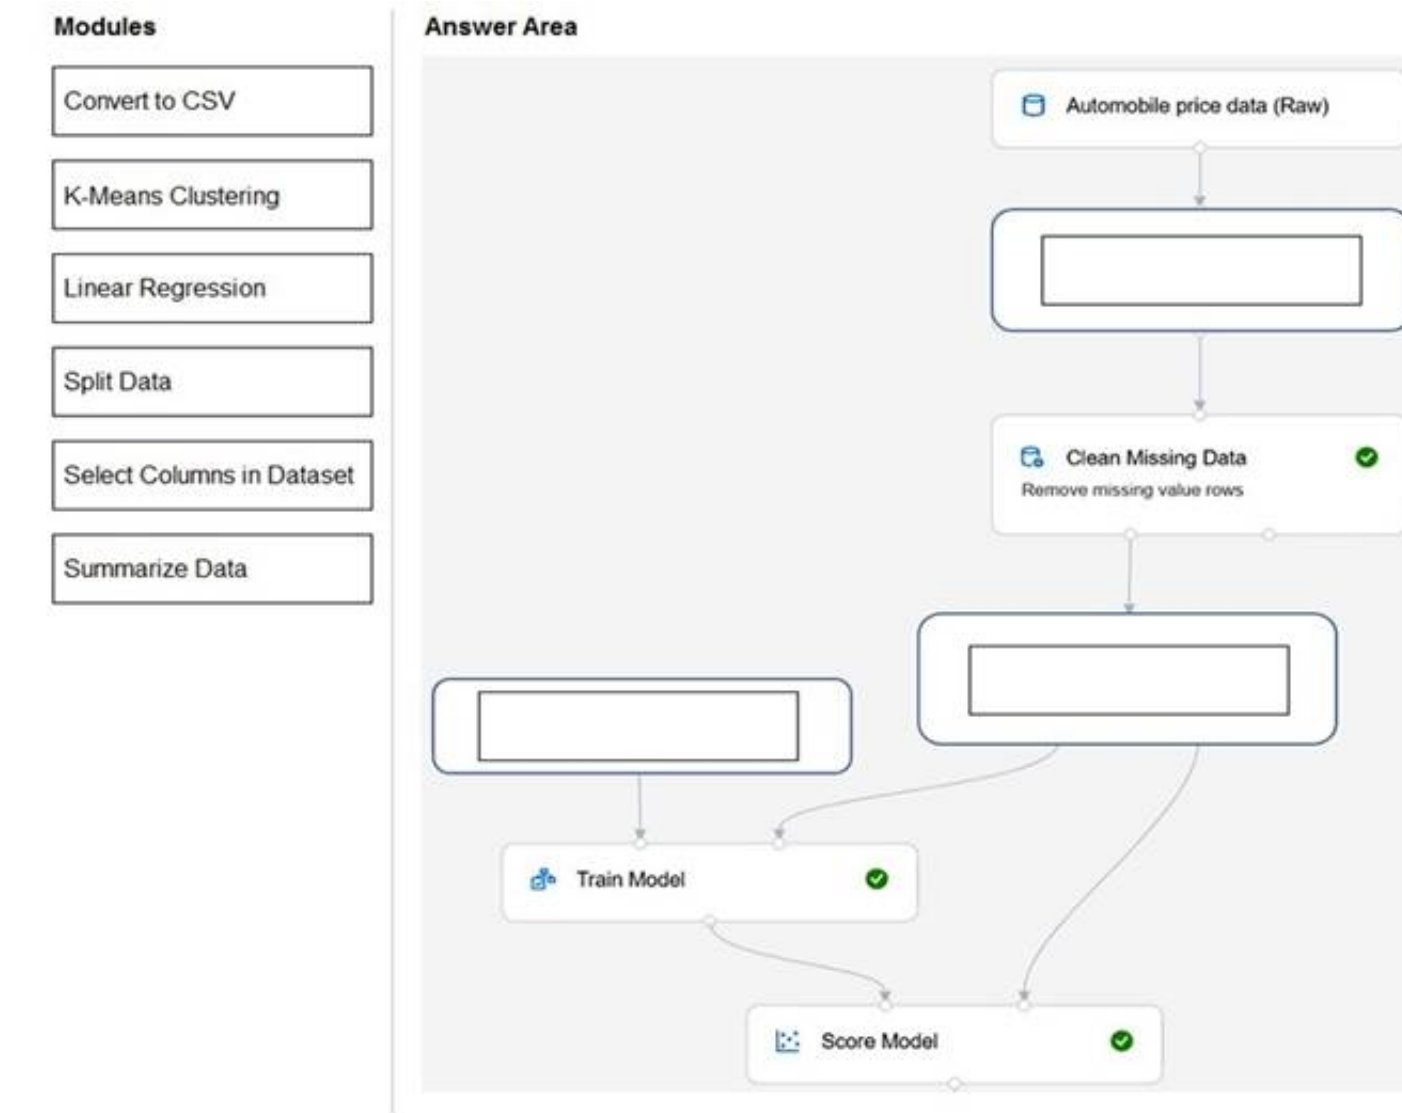 Modules
Convert to CSV
K-Means Clustering
Linear Regression
Split Data
Select Columns in Dataset
Summarize Data
Answer Area
Automobile price data (Raw)
Clean Missing Data
Remove missing value rows
Train Model
Score Model